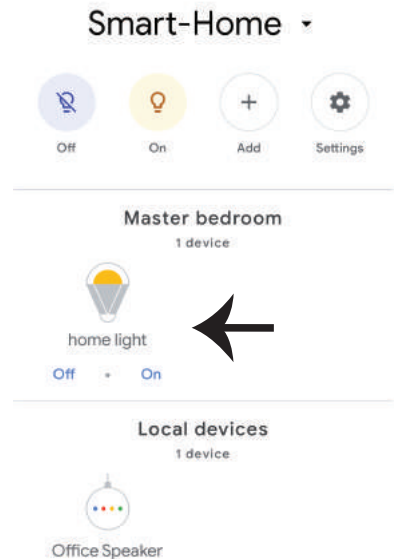 Smart-Home
Off On Add Settings
Master bedroom
1 device
home light
Off • On
Local devices
1 device
Office Speaker